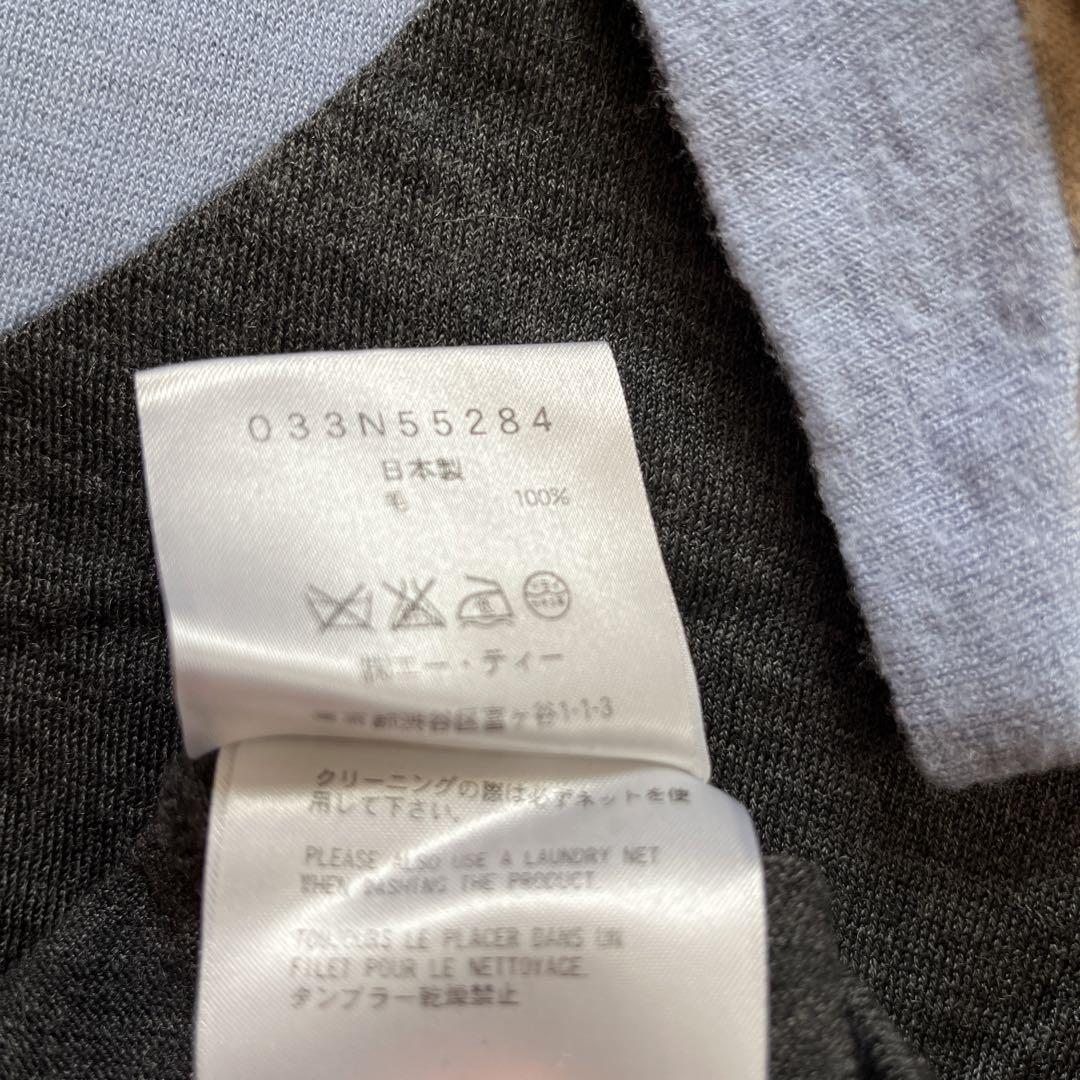 033N55284
日本製
毛 100%
㈱エー・ティー
東京都渋谷区富ヶ谷1-1-3
クリーニングの際は必ずネットを使
用して下さい。
PLEASE ALSO USE A LAUNDRY NET
WHEN WASHING THE PRODUCT.
TOUJOURS LE PLACER DANS UN
FILET POUR LE NETTOYAGE.
タンブラー乾燥禁止